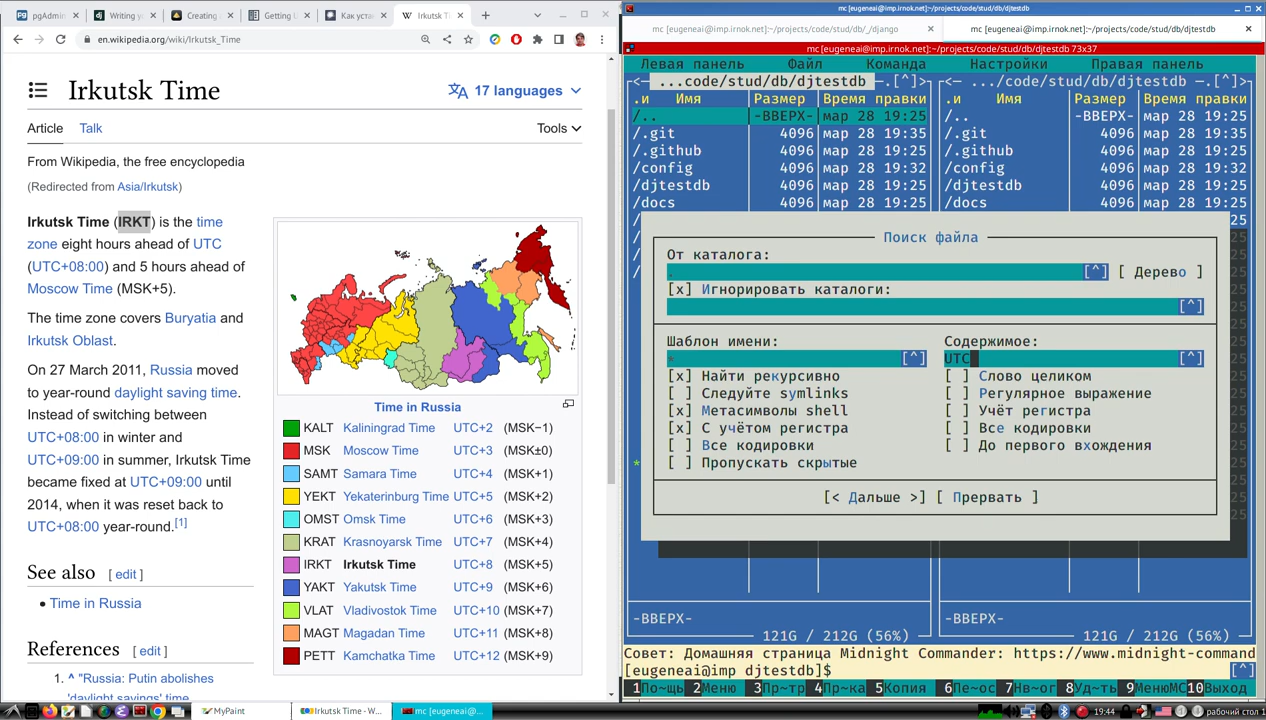 pgAdmin
Writing y
Creating
Getting t
Как уста
Irkutsk T
en.wikipedia.org/wiki/Irkutsk_Time
Irkutsk Time
17 languages
Article Talk
Tools
From Wikipedia, the free encyclopedia
(Redirected from Asia/Irkutsk)
Irkutsk Time (IRKT) is the time
zone eight hours ahead of UTC
(UTC+08:00) and 5 hours ahead of
Moscow Time (MSK+5).
The time zone covers Buryatia and
Irkutsk Oblast.
On 27 March 2011, Russia moved
to year-round daylight saving time.
Instead of switching between
UTC+08:00 in winter and
UTC+09:00 in summer, Irkutsk Time
became fixed at UTC+09:00 until
2014, when it was reset back to
UTC+08:00 year-round.[1]
See also [ edit ]
• Time in Russia
References [ edit ]
1. ^ "Russia: Putin abolishes
'daylight savings' time
Time in Russia
KALT Kaliningrad Time UTC+2 (MSK−1)
MSK Moscow Time UTC+3 (MSK±0)
SAMT Samara Time UTC+4 (MSK+1)
YEKT Yekaterinburg Time UTC+5 (MSK+2)
OMST Omsk Time UTC+6 (MSK+3)
KRAT Krasnoyarsk Time UTC+7 (MSK+4)
IRKT Irkutsk Time UTC+8 (MSK+5)
YAKT Yakutsk Time UTC+9 (MSK+6)
VLAT Vladivostok Time UTC+10 (MSK+7)
MAGT Magadan Time UTC+11 (MSK+8)
PETT Kamchatka Time UTC+12 (MSK+9)
mc [eugeneai@imp.irnok.net]:~/projects/code/stud/db/djtestdb
mc [eugeneai@imp.irnok.net]:~/projects/code/stud/db/_/django
mc [eugeneai@imp.irnok.net]:~/projects/code/stud/db/djtestdb
mc [eugeneai@imp.irnok.net]:~/projects/code/stud/db/djtestdb 73x37
Левая панель Файл Команда Настройки Правая панель
<─ ...code/stud/db/djtestdb ─.[^]> <─ .../code/stud/db/djtestdb ─.[^]>
.и Имя Размер Время правки .и Имя Размер Время правки
/.. -ВВЕРХ- мар 28 19:25 /.. -ВВЕРХ- мар 28 19:25
/.git 4096 мар 28 19:35 /.git 4096 мар 28 19:35
/.github 4096 мар 28 19:25 /.github 4096 мар 28 19:25
/config 4096 мар 28 19:32 /config 4096 мар 28 19:32
/djtestdb 4096 мар 28 19:25 /djtestdb 4096 мар 28 19:25
/docs 4096 мар 28 19:25 /docs 4096 мар 28 19:25
Поиск файла
От каталога:
. [^] [ Дерево ]
[x] Игнорировать каталоги:
[^]
Шаблон имени: Содержимое:
* [^] UTC [^]
[x] Найти рекурсивно [ ] Слово целиком
[ ] Следуйте symlinks [ ] Регулярное выражение
[x] Метасимволы shell [ ] Учёт регистра
[x] С учётом регистра [ ] Все кодировки
[ ] Все кодировки [ ] До первого вхождения
[ ] Пропускать скрытые
[< Дальше >] [ Прервать ]
-ВВЕРХ- -ВВЕРХ-
121G / 212G (56%) 121G / 212G (56%)
Совет: Домашняя страница Midnight Commander: https://www.midnight-command
[eugeneai@imp djtestdb]$ [^]
1По~щь 2Меню 3Пр~тр 4Пр~ка 5Копия 6Пе~ос 7Нв~ог 8Уд~ть 9МенюМС 10Выход
MyPaint
Irkutsk Time - W...
mc [eugeneai@imp....
19:44
рабочий стол 1